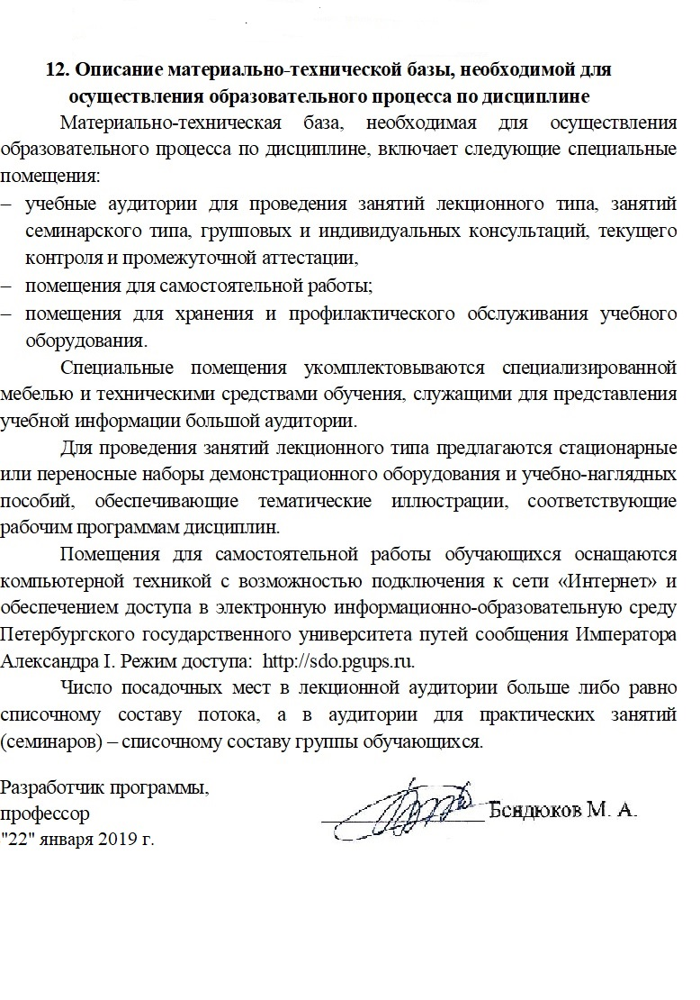 12. Описание материально-технической базы, необходимой для
осуществления образовательного процесса по дисциплине
Материально-техническая база, необходимая для осуществления
образовательного процесса по дисциплине, включает следующие специальные
помещения:
– учебные аудитории для проведения занятий лекционного типа, занятий
семинарского типа, групповых и индивидуальных консультаций, текущего
контроля и промежуточной аттестации,
– помещения для самостоятельной работы;
– помещения для хранения и профилактического обслуживания учебного
оборудования.
Специальные помещения укомплектовываются специализированной
мебелью и техническими средствами обучения, служащими для представления
учебной информации большой аудитории.
Для проведения занятий лекционного типа предлагаются стационарные
или переносные наборы демонстрационного оборудования и учебно-наглядных
пособий, обеспечивающие тематические иллюстрации, соответствующие
рабочим программам дисциплин.
Помещения для самостоятельной работы обучающихся оснащаются
компьютерной техникой с возможностью подключения к сети «Интернет» и
обеспечением доступа в электронную информационно-образовательную среду
Петербургского государственного университета путей сообщения Императора
Александра I. Режим доступа: http://sdo.pgups.ru.
Число посадочных мест в лекционной аудитории больше либо равно
списочному составу потока, а в аудитории для практических занятий
(семинаров) – списочному составу группы обучающихся.
Разработчик программы,
профессор Бендюков М. А.
"22" января 2019 г.